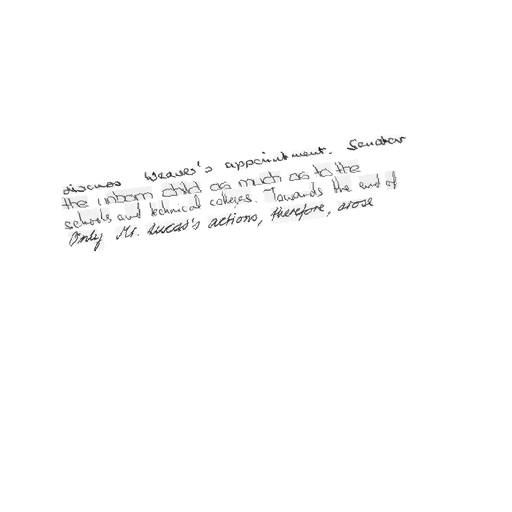 discuss Weaver's appointment. Senator
the inborn child as much as to the
schools and technical colleges. Towards the end of
Only Mr. Lucas's actions, therefore, arose